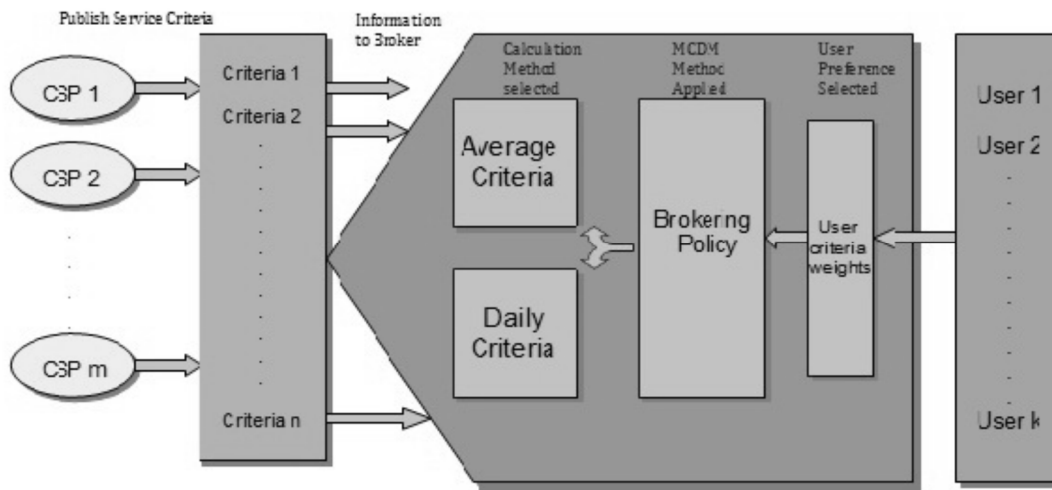 Publish Service Criteria
Information
to Broker
CSP 1
CSP 2
CSP m
Criteria 1
Criteria 2
Criteria n
Calculation
Method
selected
Average
Criteria
Daily
Criteria
MCDM
Method
Applied
Brokering
Policy
User
Preference
Selected
User
criteria
weights
User 1
User 2
User k